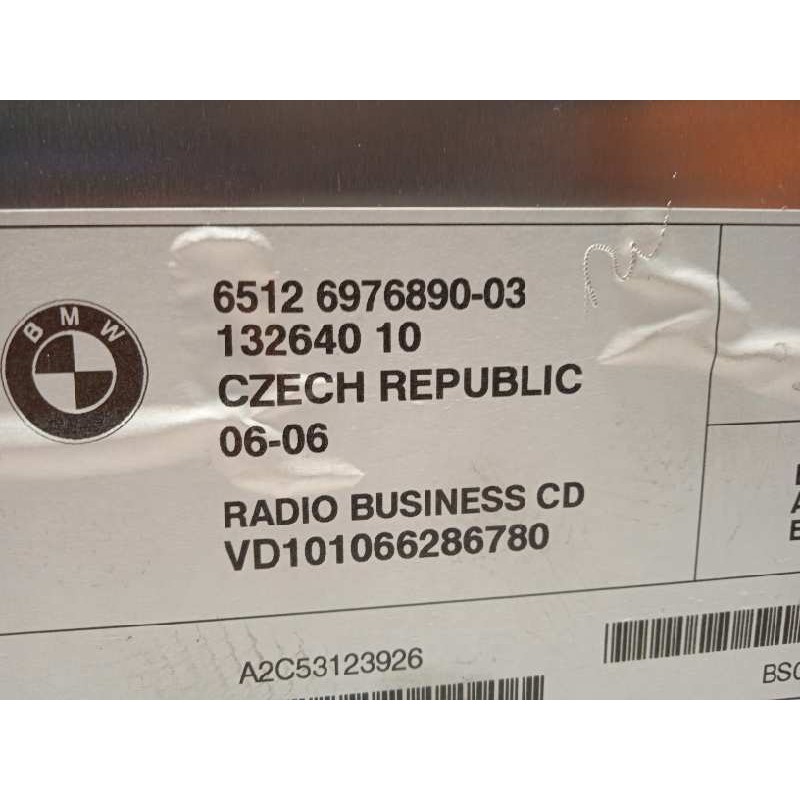 BMW
6512 6976890-03
132640 10
CZECH REPUBLIC
06-06
RADIO BUSINESS CD
VD101066286780
A2C53123926